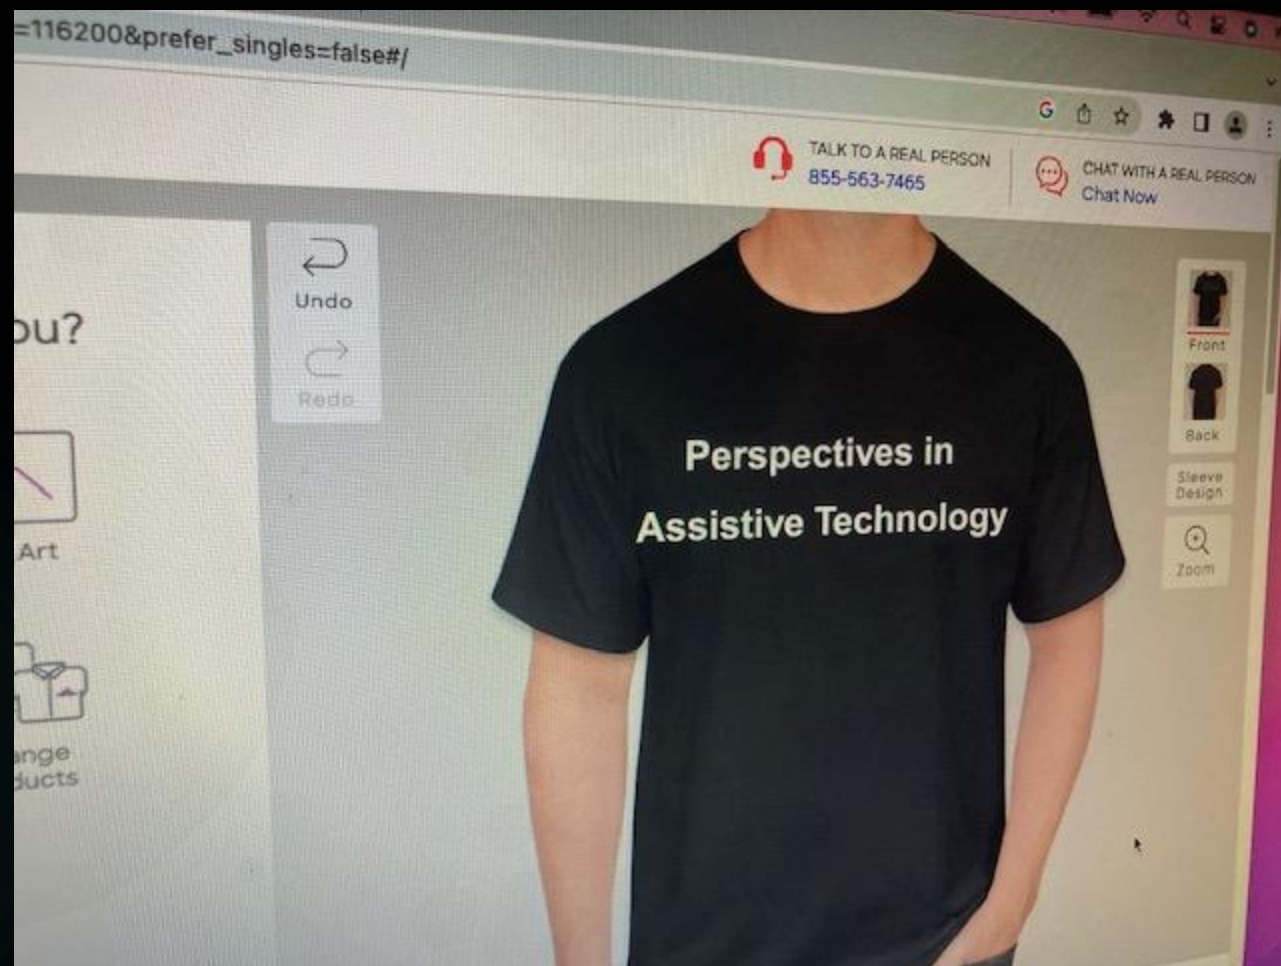 =116200&prefer_singles=false#/
TALK TO A REAL PERSON
855-563-7465
CHAT WITH A REAL PERSON
Chat Now
ou?
Undo
Redo
Art
ange
ducts
Perspectives in
Assistive Technology
Front
Back
Sleeve
Design
Zoom